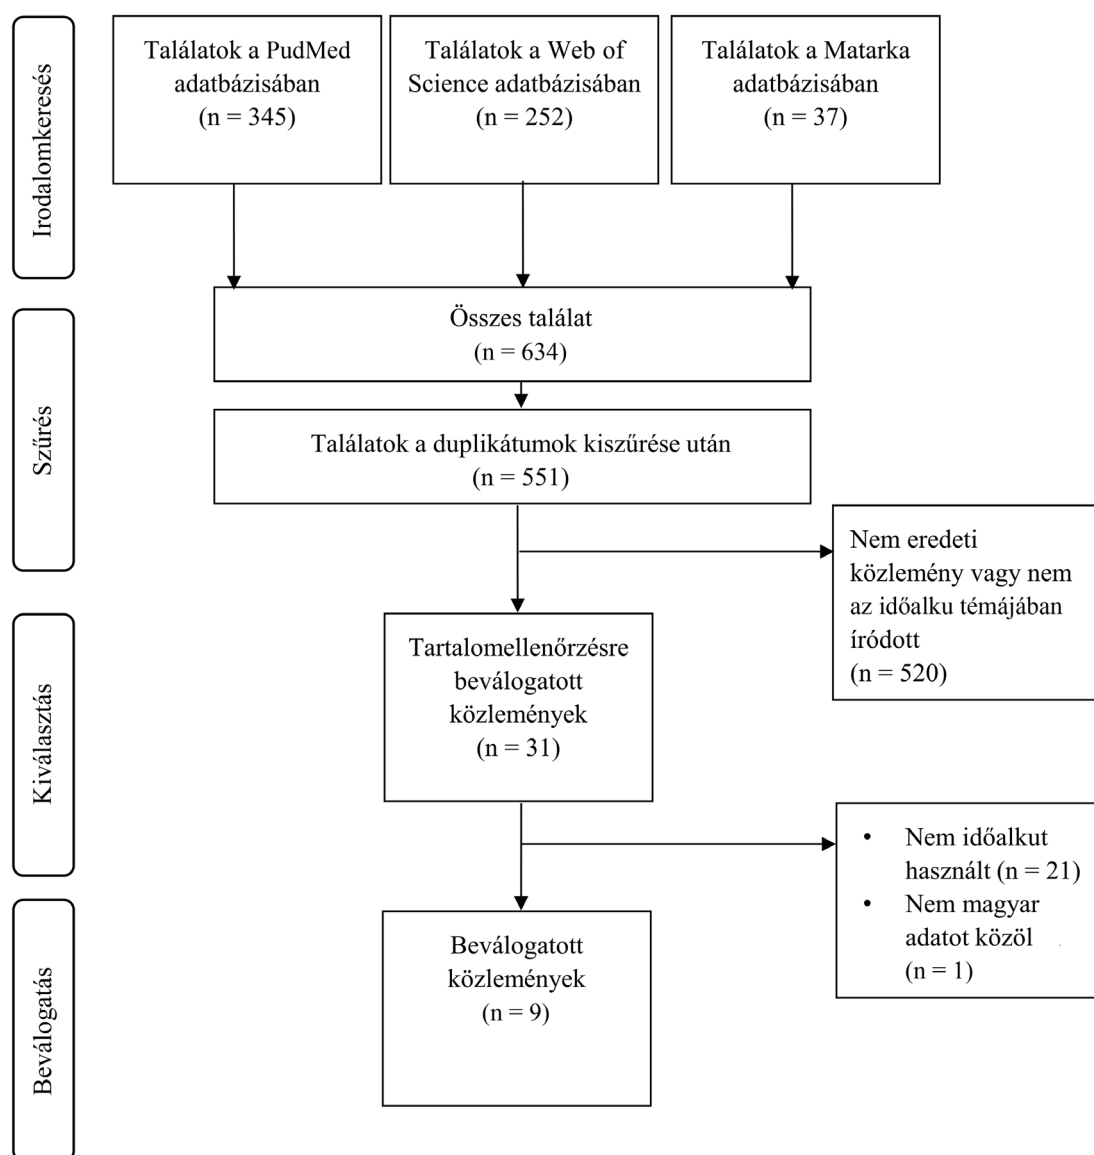 Irodalomkeresés
Találatok a PudMed
adatbázisában
(n = 345)
Találatok a Web of
Science adatbázisában
(n = 252)
Találatok a Matarka
adatbázisában
(n = 37)
Szűrés
Összes találat
(n = 634)
Találatok a duplikátumok kiszűrése után
(n = 551)
Nem eredeti
közlemény vagy nem
az időalku témájában
íródott
(n = 520)
Kiválasztás
Tartalomellenőrzésre
beválogatott
közlemények
(n = 31)
• Nem időalkut
használt (n = 21)
• Nem magyar
adatot közöl
(n = 1)
Beválogatás
Beválogatott
közlemények
(n = 9)